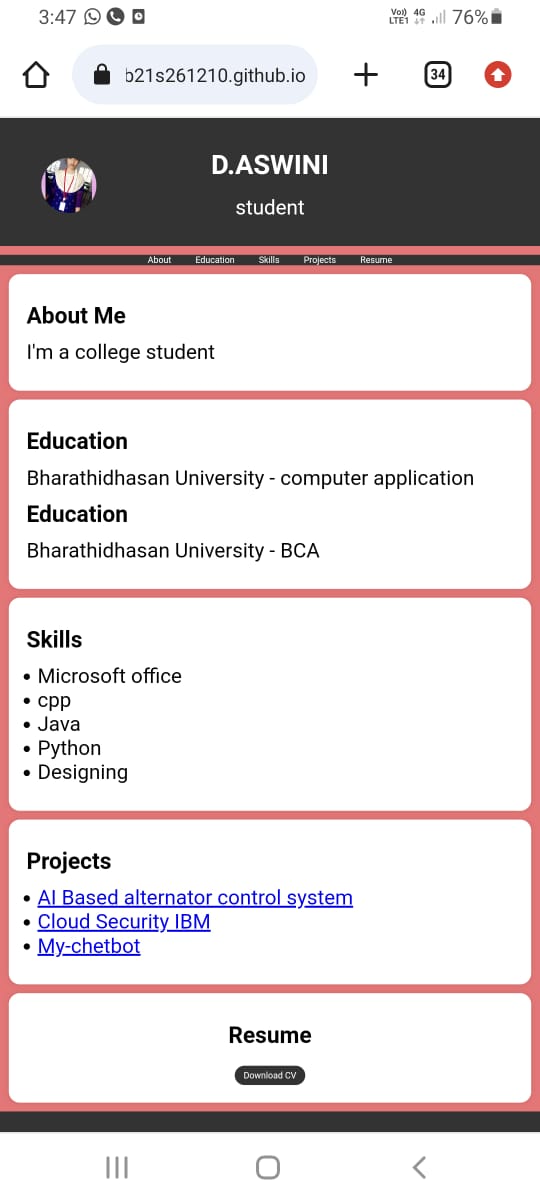 3:47
Vo)) 4G
LTE1 76%
b21s261210.github.io
34
D.ASWINI
student
About Education Skills Projects Resume
About Me
I'm a college student
Education
Bharathidhasan University - computer application
Education
Bharathidhasan University - BCA
Skills
• Microsoft office
• cpp
• Java
• Python
• Designing
Projects
• AI Based alternator control system
• Cloud Security IBM
• My-chetbot
Resume
Download CV